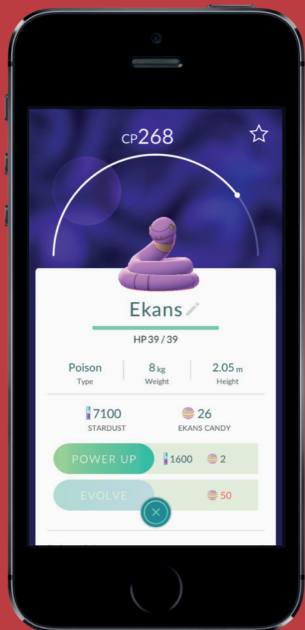 CP268
Ekans
HP 39 / 39
Poison 8 kg 2.05 m
Type Weight Height
7100 26
STARDUST EKANS CANDY
POWER UP 1600 2
EVOLVE 50